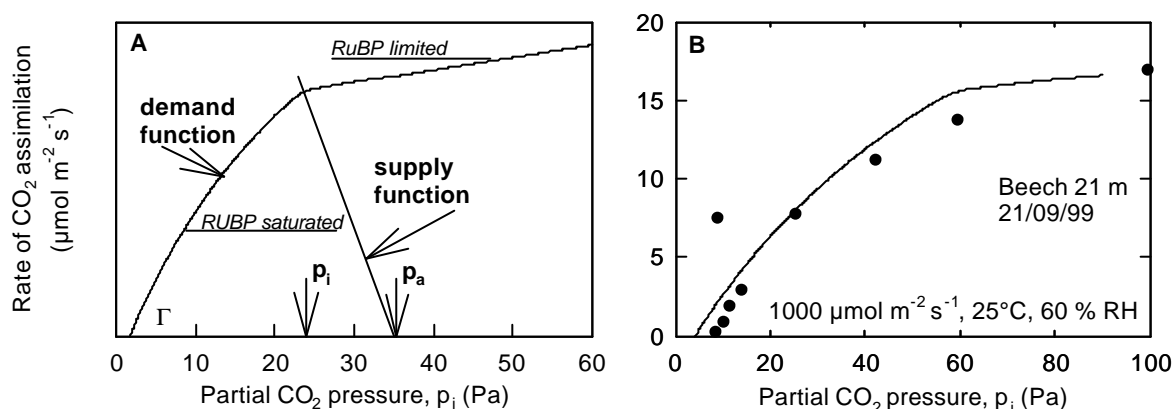 Rate of CO2 assimilation
(µmol m-2 s-1)
A
RuBP limited
demand
function
supply
function
RUBP saturated
pi
pa
Γ
0 10 20 30 40 50 60
Partial CO2 pressure, pi (Pa)
20
15
10
5
0
B
Beech 21 m
21/09/99
1000 µmol m-2 s-1, 25°C, 60 % RH
0 20 40 60 80 100
Partial CO2 pressure, pi (Pa)